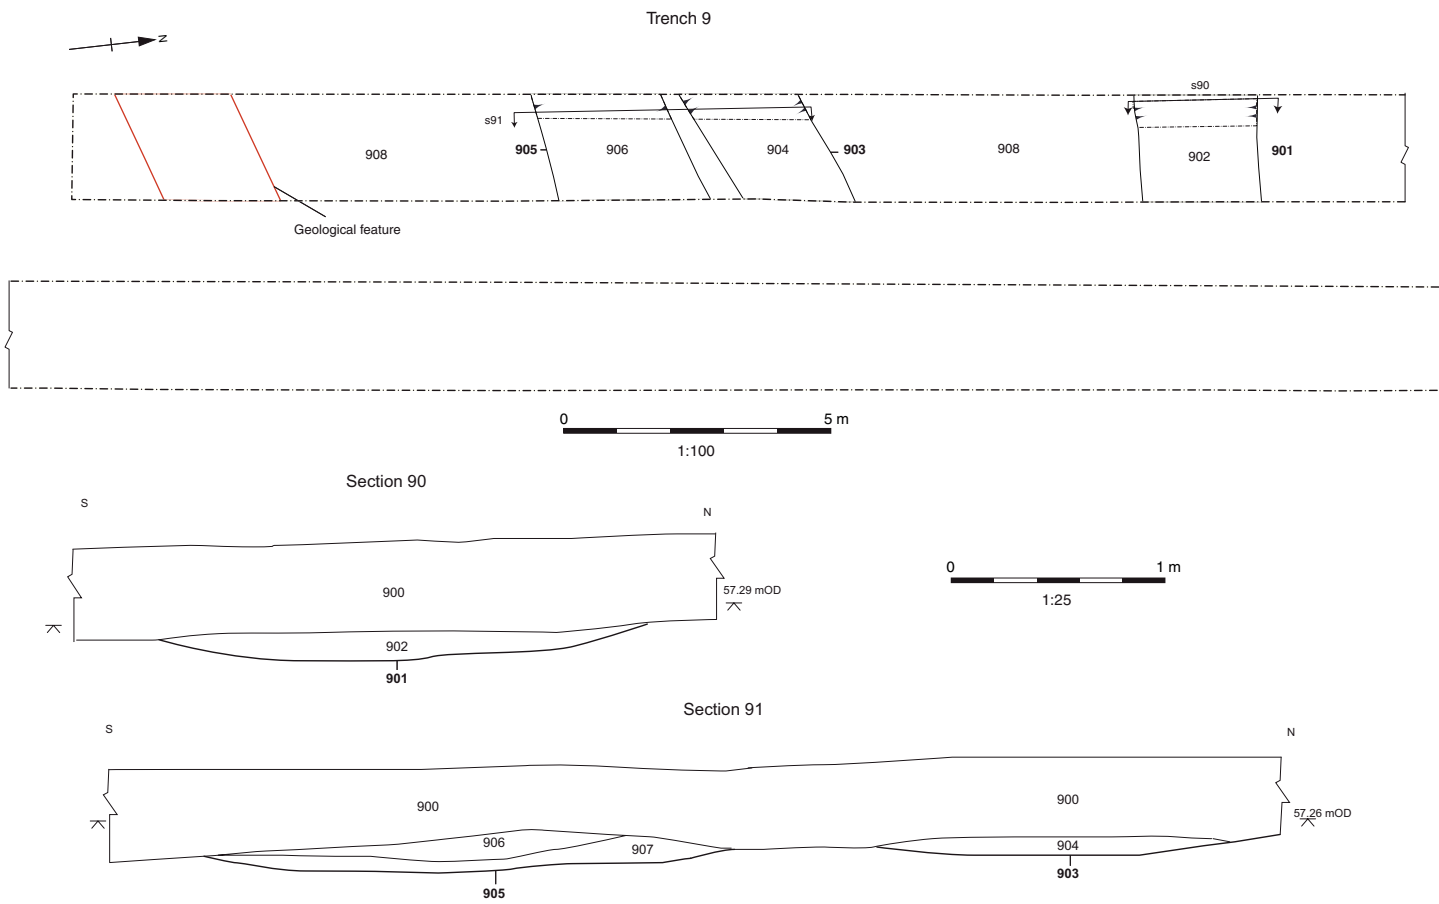 Trench 9
N
s90
s91
908
905
906
904
903
908
902
901
Geological feature
0 5 m
1:100
Section 90
S
N
900
57.29 mOD
902
901
0 1 m
1:25
Section 91
S
N
900
900
57.26 mOD
906
907
904
903
905